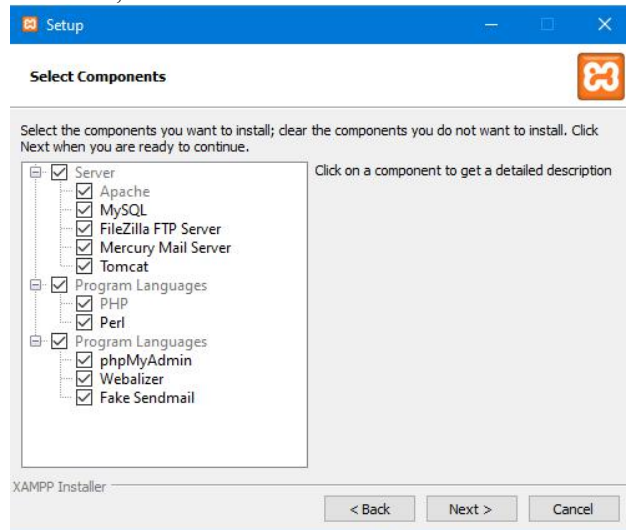 Setup
Select Components
Select the components you want to install; clear the components you do not want to install. Click
Next when you are ready to continue.
Click on a component to get a detailed description
Server
Apache
MySQL
FileZilla FTP Server
Mercury Mail Server
Tomcat
Program Languages
PHP
Perl
Program Languages
phpMyAdmin
Webalizer
Fake Sendmail
XAMPP Installer
< Back
Next >
Cancel